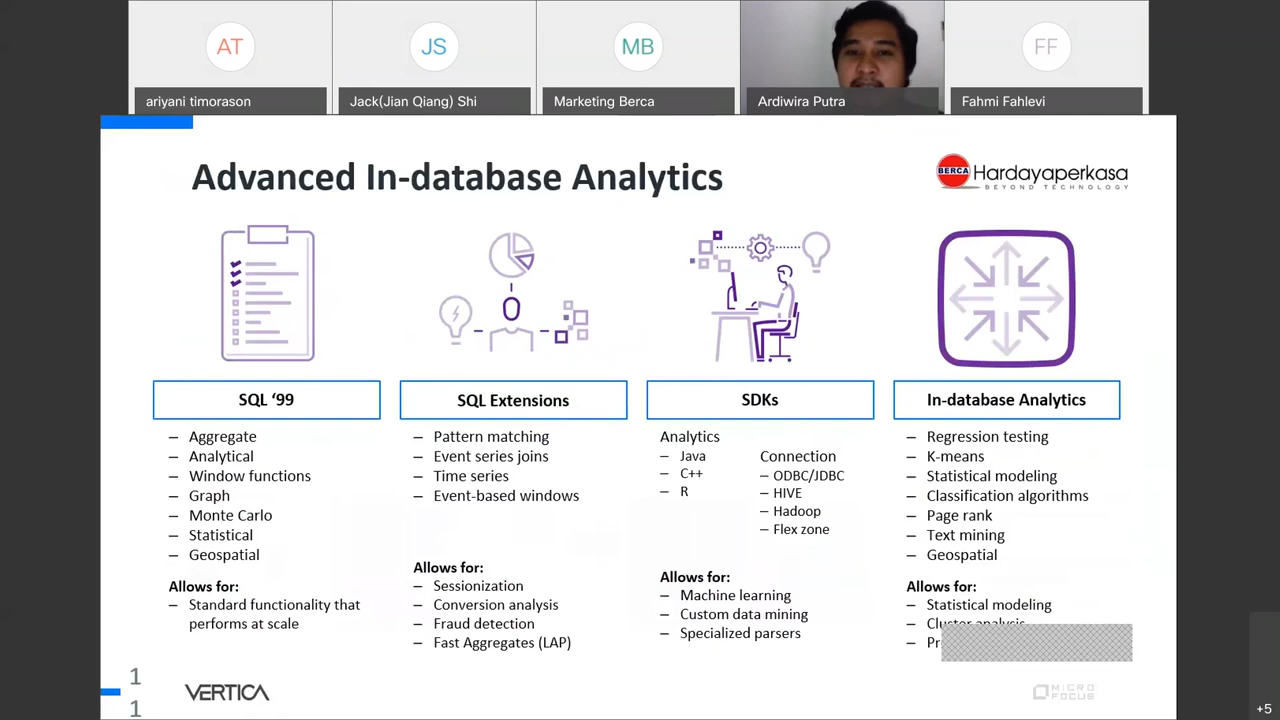 AT
JS
MB
FF
ariyani timorason
Jack(Jian Qiang) Shi
Marketing Berca
Ardiwira Putra
Fahmi Fahlevi
Advanced In-database Analytics
BERCA Hardayaperkasa
BEYOND TECHNOLOGY
SQL ‘99
– Aggregate
– Analytical
– Window functions
– Graph
– Monte Carlo
– Statistical
– Geospatial
Allows for:
– Standard functionality that
performs at scale
SQL Extensions
– Pattern matching
– Event series joins
– Time series
– Event-based windows
Allows for:
– Sessionization
– Conversion analysis
– Fraud detection
– Fast Aggregates (LAP)
SDKs
Analytics
– Java
– C++
– R
Connection
– ODBC/JDBC
– HIVE
– Hadoop
– Flex zone
Allows for:
– Machine learning
– Custom data mining
– Specialized parsers
In-database Analytics
– Regression testing
– K-means
– Statistical modeling
– Classification algorithms
– Page rank
– Text mining
– Geospatial
Allows for:
– Statistical modeling
– Cluster analysis
– Pr
1
1
VERTICA
MICRO
FOCUS
+5